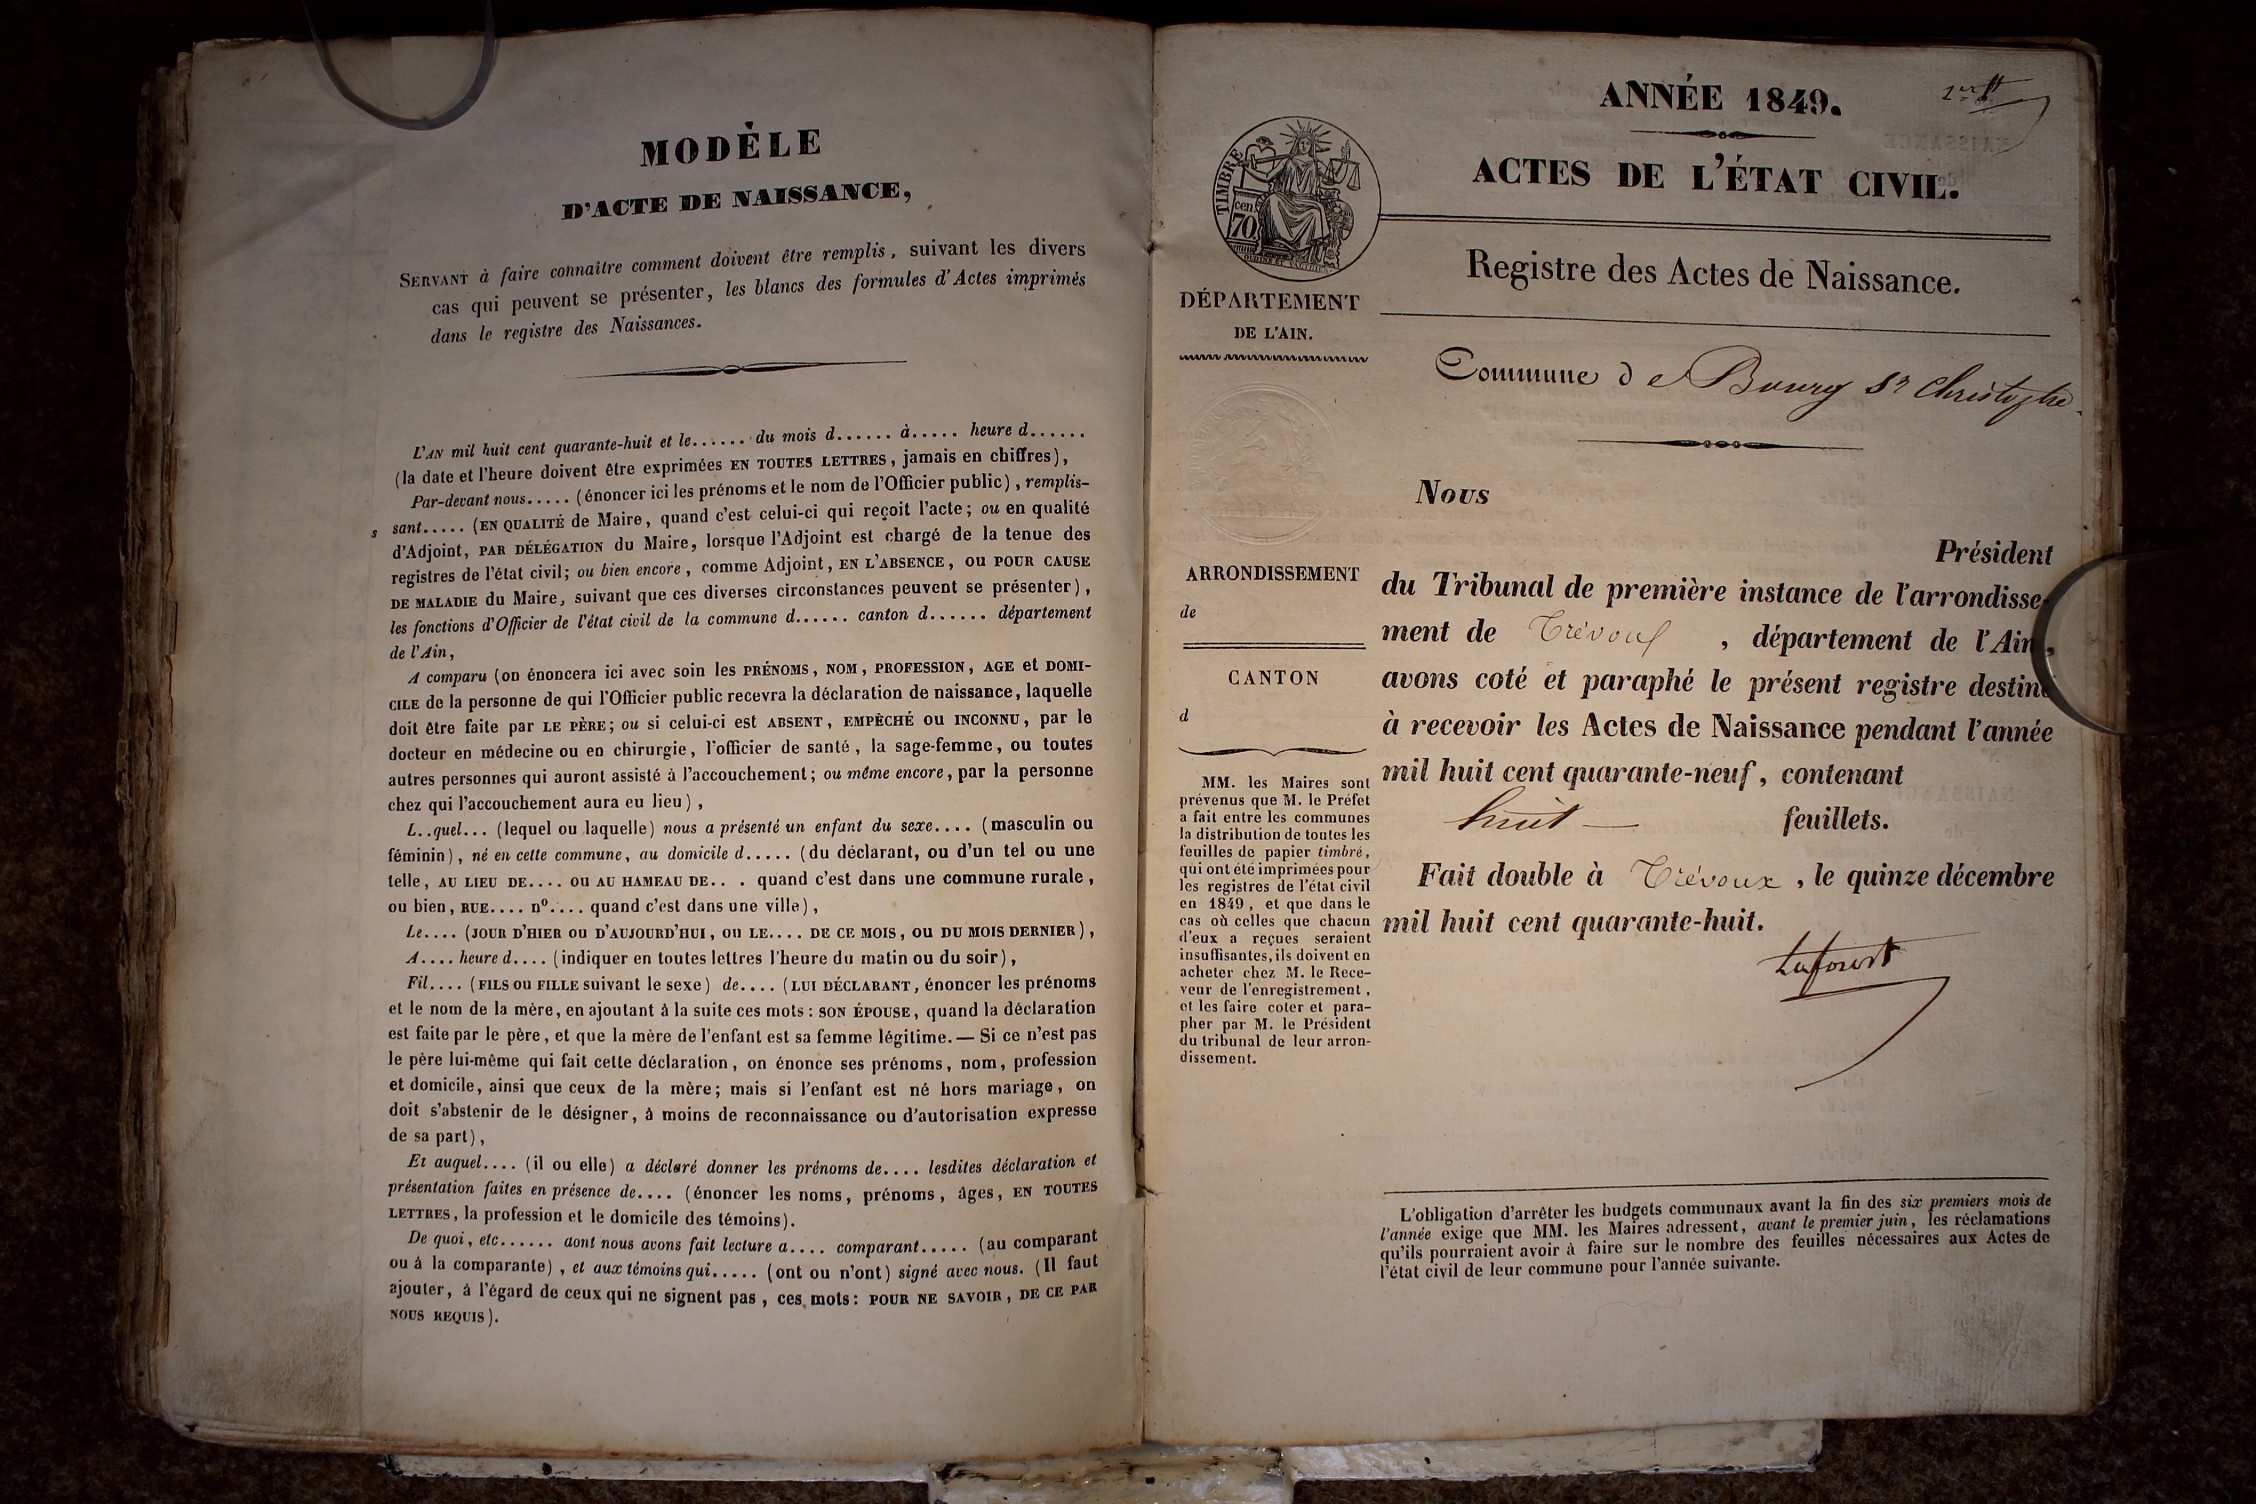 MODÈLE
D'ACTE DE NAISSANCE,
SERVANT à faire connaître comment doivent être remplis, suivant les divers
cas qui peuvent se présenter, les blancs des formules d'Actes imprimés
dans le registre des Naissances.
L'AN mil huit cent quarante-huit et le...... du mois d...... à..... heure d......
(la date et l'heure doivent être exprimées EN TOUTES LETTRES, jamais en chiffres),
Par-devant nous..... (énoncer ici les prénoms et le nom de l'Officier public), remplis-
s sant..... (EN QUALITÉ de Maire, quand c'est celui-ci qui reçoit l'acte; ou en qualité
d'Adjoint, PAR DÉLÉGATION du Maire, lorsque l'Adjoint est chargé de la tenue des
registres de l'état civil; ou bien encore, comme Adjoint, EN L'ABSENCE, OU POUR CAUSE
DE MALADIE du Maire, suivant que ces diverses circonstances peuvent se présenter),
les fonctions d'Officier de l'état civil de la commune d...... canton d...... département
de l'Ain,
A comparu (on énoncera ici avec soin les PRÉNOMS, NOM, PROFESSION, AGE et DOMI-
CILE de la personne de qui l'Officier public recevra la déclaration de naissance, laquelle
doit être faite par LE PÈRE; ou si celui-ci est ABSENT, EMPÊCHÉ OU INCONNU, par le
docteur en médecine ou en chirurgie, l'officier de santé, la sage-femme, ou toutes
autres personnes qui auront assisté à l'accouchement; ou même encore, par la personne
chez qui l'accouchement aura eu lieu),
L..quel... (lequel ou laquelle) nous a présenté un enfant du sexe.... (masculin ou
féminin), né en cette commune, au domicile d..... (du déclarant, ou d'un tel ou une
telle, AU LIEU DE.... OU AU HAMEAU DE.. . quand c'est dans une commune rurale,
ou bien, RUE.... nº.... quand c'est dans une ville),
Le.... (JOUR D'HIER OU D'AUJOURD'HUI, OU LE.... DE CE MOIS, OU DU MOIS DERNIER),
A.... heure d.... (indiquer en toutes lettres l'heure du matin ou du soir),
Fil.... (FILS OU FILLE suivant le sexe) de.... (LUI DÉCLARANT, énoncer les prénoms
et le nom de la mère, en ajoutant à la suite ces mots: SON ÉPOUSE, quand la déclaration
est faite par le père, et que la mère de l'enfant est sa femme légitime. — Si ce n'est pas
le père lui-même qui fait cette déclaration, on énonce ses prénoms, nom, profession
et domicile, ainsi que ceux de la mère; mais si l'enfant est né hors mariage, on
doit s'abstenir de le désigner, à moins de reconnaissance ou d'autorisation expresse
de sa part),
Et auquel.... (il ou elle) a déclaré donner les prénoms de.... lesdites déclaration et
présentation faites en présence de.... (énoncer les noms, prénoms, âges, EN TOUTES
LETTRES, la profession et le domicile des témoins).
De quoi, etc...... dont nous avons fait lecture a.... comparant..... (au comparant
ou à la comparante), et aux témoins qui..... (ont ou n'ont) signé avec nous. (Il faut
ajouter, à l'égard de ceux qui ne signent pas, ces mots: POUR NE SAVOIR, DE CE PAR
NOUS REQUIS).
ANNÉE 1849.
ACTES DE L'ÉTAT CIVIL.
Registre des Actes de Naissance.
TIMBRE
cen.
70
DÉPARTEMENT
DE L'AIN.
Commune de Bourg St Christophe
Nous
Président
du Tribunal de première instance de l'arrondisse-
ment de Trévoux, département de l'Ain,
avons coté et paraphé le présent registre destiné
à recevoir les Actes de Naissance pendant l'année
mil huit cent quarante-neuf, contenant
huit — feuillets.
Fait double à Trévoux, le quinze décembre
mil huit cent quarante-huit.
ARRONDISSEMENT
de
CANTON
d
MM. les Maires sont
prévenus que M. le Préfet
a fait entre les communes
la distribution de toutes les
feuilles de papier timbré,
qui ont été imprimées pour
les registres de l'état civil
en 1849, et que dans le
cas où celles que chacun
d'eux a reçues seraient
insuffisantes, ils doivent en
acheter chez M. le Rece-
veur de l'enregistrement,
et les faire coter et para-
pher par M. le Président
du tribunal de leur arron-
dissement.
L'obligation d'arrêter les budgets communaux avant la fin des six premiers mois de
l'année exige que MM. les Maires adressent, avant le premier juin, les réclamations
qu'ils pourraient avoir à faire sur le nombre des feuilles nécessaires aux Actes de
l'état civil de leur commune pour l'année suivante.